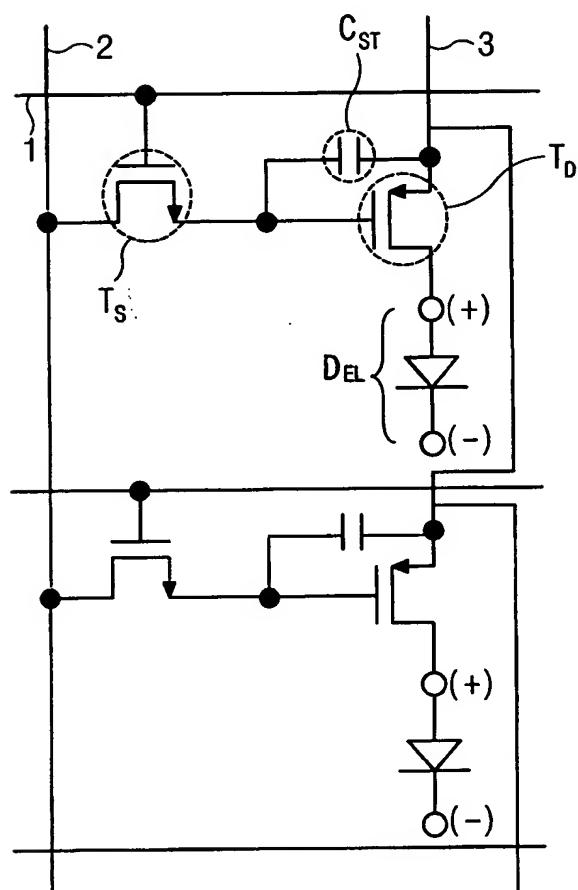 2
C_ST
3
1
T_D
T_S
(+)
D_EL
(-)
(+)
(-)